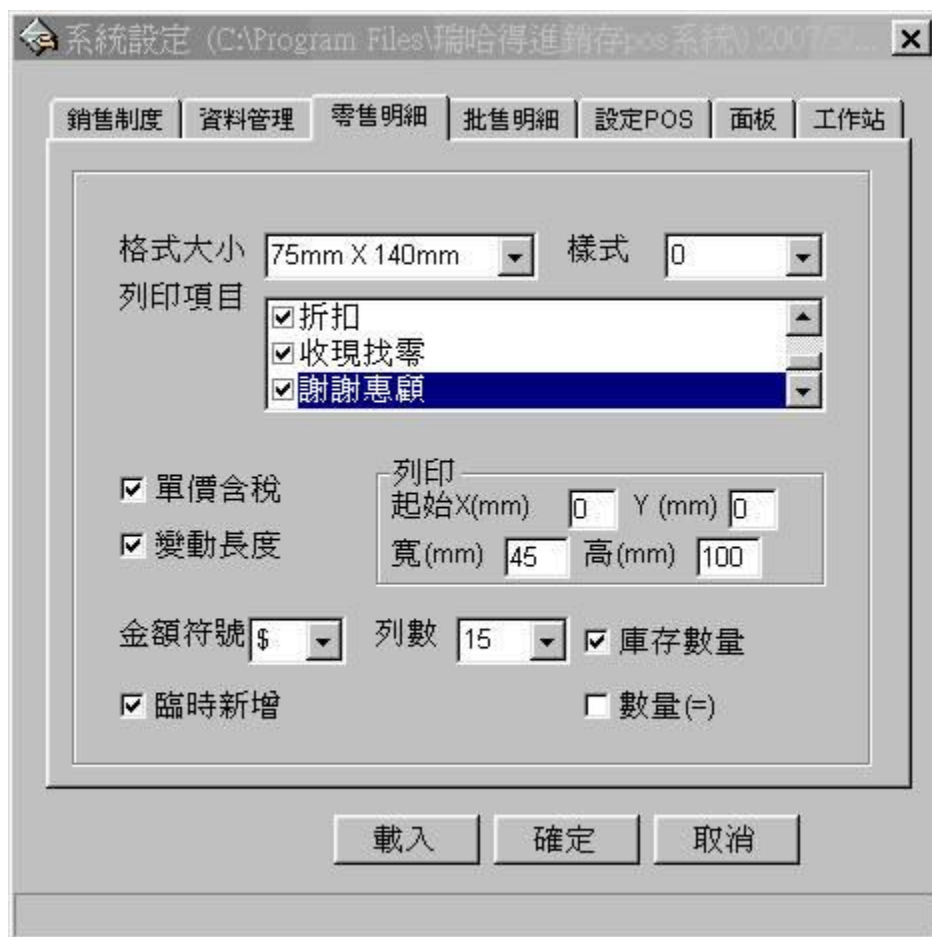 系統設定 (C:\Program Files\瑞哈得進銷存pos系統\ 2007/5/...
銷售制度 資料管理 零售明細 批售明細 設定POS 面板 工作站
格式大小 75mm X 140mm 樣式 0
列印項目
折扣
收現找零
謝謝惠顧
單價含稅
變動長度
列印
起始X(mm) 0 Y (mm) 0
寬(mm) 45 高(mm) 100
金額符號 $ 列數 15 庫存數量
臨時新增 數量(=)
載入 確定 取消